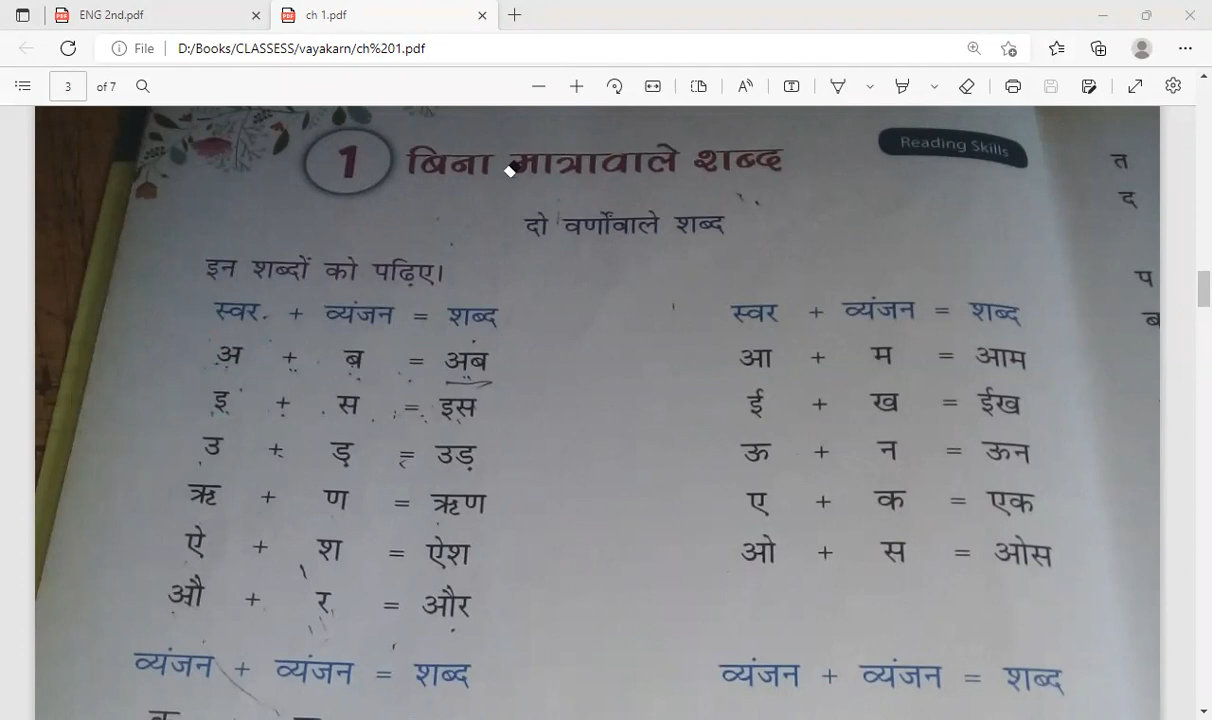 ENG 2nd.pdf
ch 1.pdf
File D:/Books/CLASSESS/vayakarn/ch%201.pdf
3 of 7
1 बिना मात्रावाले शब्द
Reading Skills
दो वर्णोंवाले शब्द
इन शब्दों को पढ़िए।
स्वर + व्यंजन = शब्द
अ + ब = अब
इ + स = इस
उ + ड़ = उड़
ऋ + ण = ऋण
ऐ + श = ऐश
औ + र = और
स्वर + व्यंजन = शब्द
आ + म = आम
ई + ख = ईख
ऊ + न = ऊन
ए + क = एक
ओ + स = ओस
व्यंजन + व्यंजन = शब्द
व्यंजन + व्यंजन = शब्द
त
द
प
ब